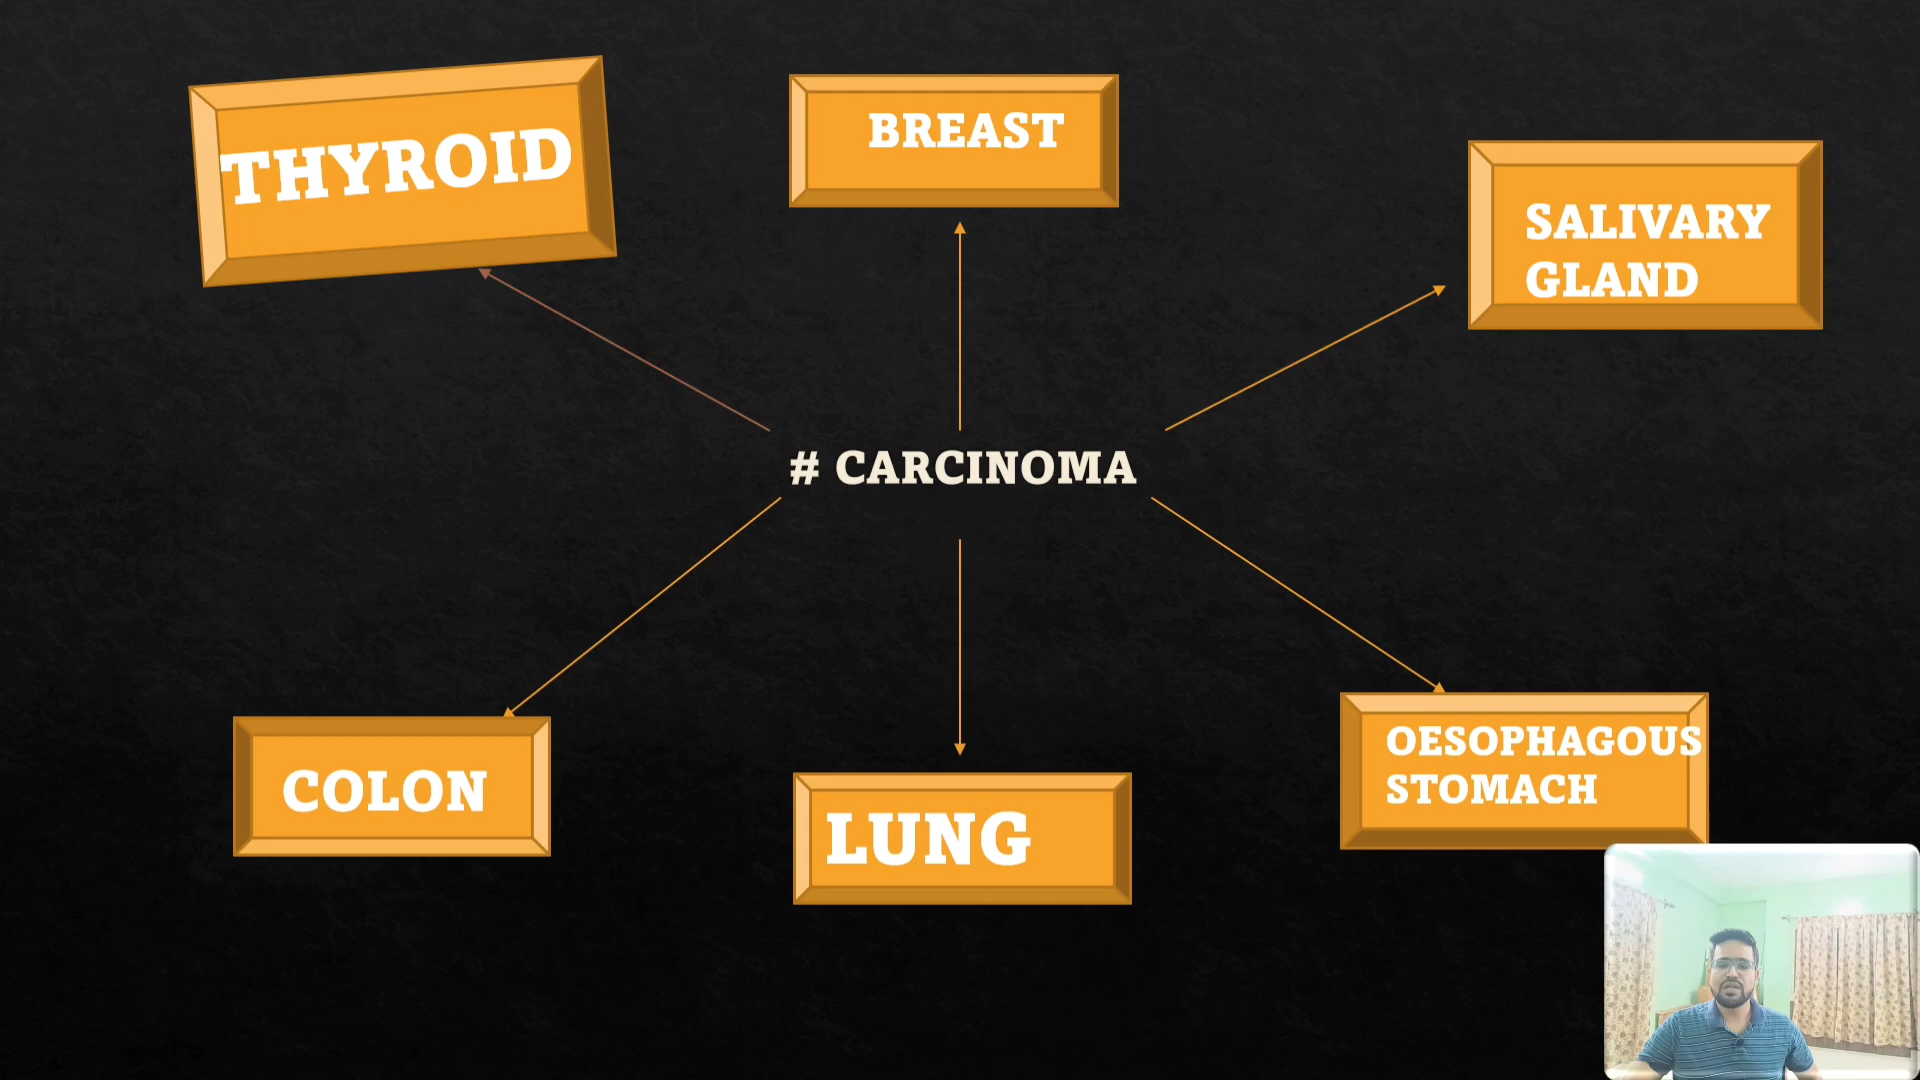 THYROID
BREAST
SALIVARY
GLAND
# CARCINOMA
COLON
LUNG
OESOPHAGOUS
STOMACH